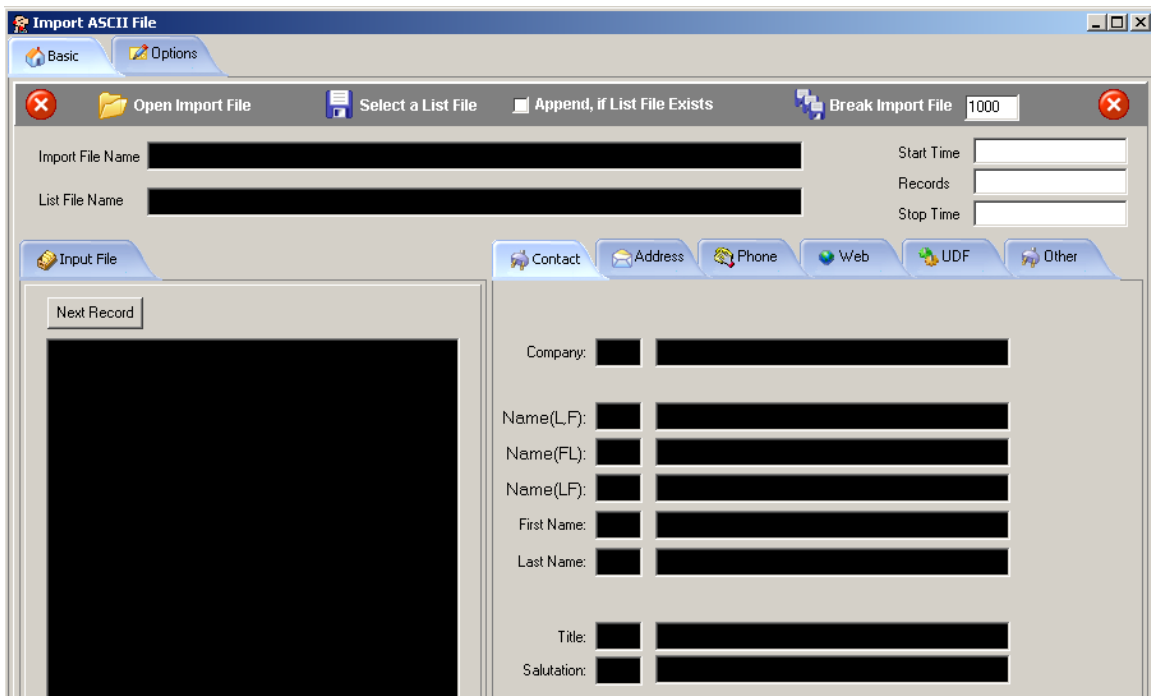 Import ASCII File
Basic Options
Open Import File Select a List File Append, if List File Exists Break Import File 1000
Import File Name Start Time
Records
List File Name
Stop Time
Input File Contact Address Phone Web UDF Other
Next Record
Company:
Name(L,F):
Name(FL):
Name(LF):
First Name:
Last Name:
Title:
Salutation: